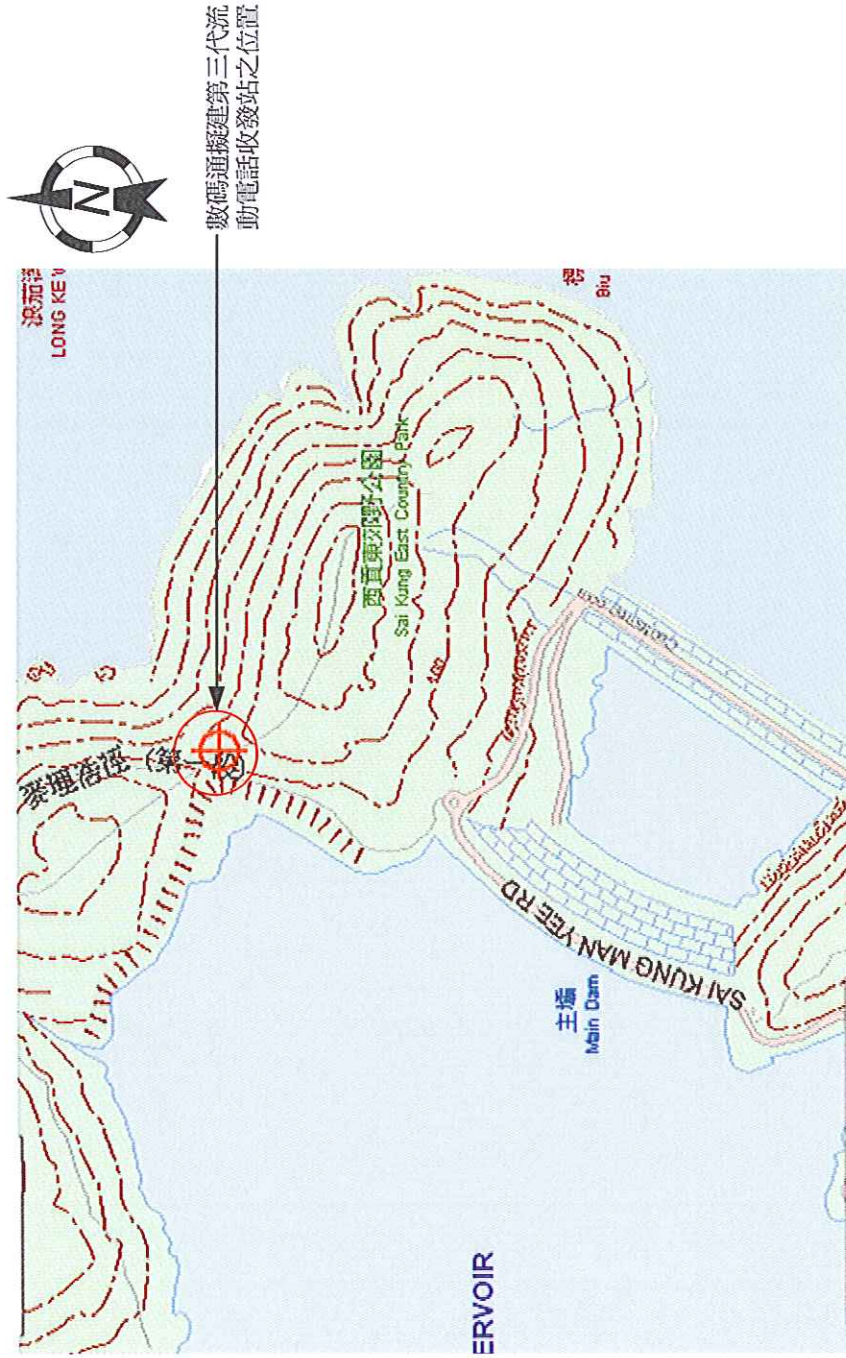 N
數碼通擬建第三代流
動電話收發站之位置
浪茄
LONG KE W
麥理浩徑（第一段）
西貢東郊野公園
Sai Kung East Country Park
Biu
主壩
Main Dam
SAI KUNG MAN YEE RD
ERVOIR